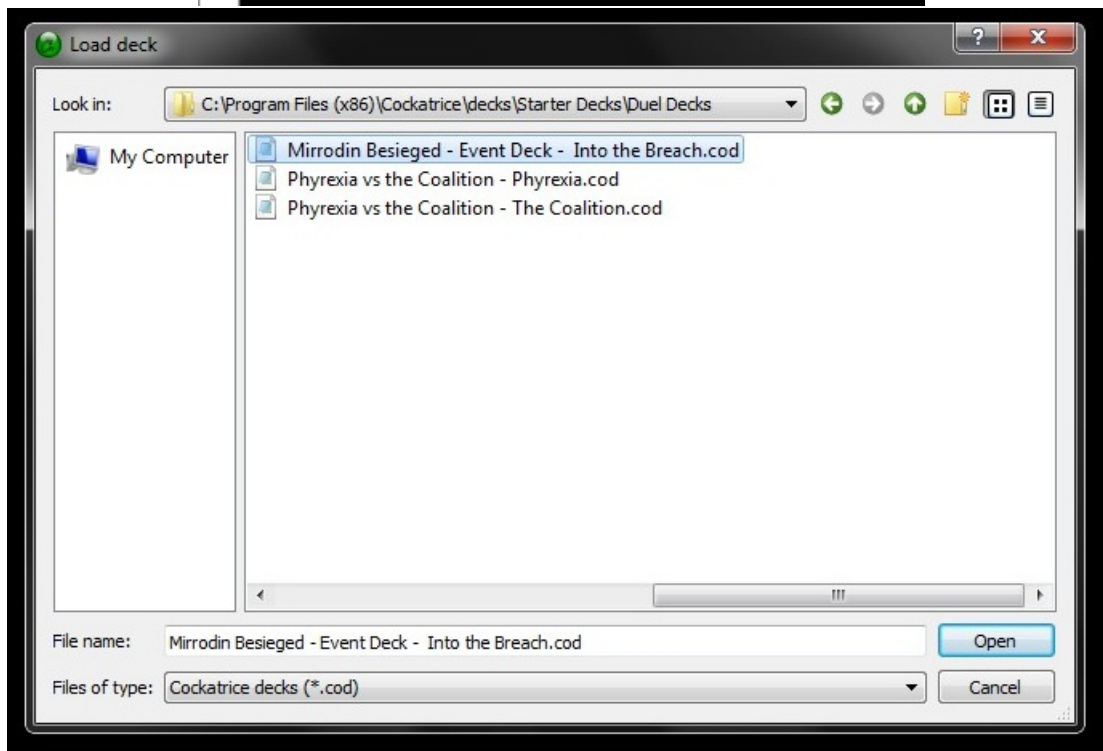 Load deck
Look in: C:\Program Files (x86)\Cockatrice\decks\Starter Decks\Duel Decks
My Computer
Mirrodin Besieged - Event Deck -  Into the Breach.cod
Phyrexia vs the Coalition - Phyrexia.cod
Phyrexia vs the Coalition - The Coalition.cod
File name: Mirrodin Besieged - Event Deck -  Into the Breach.cod Open
Files of type: Cockatrice decks (*.cod) Cancel